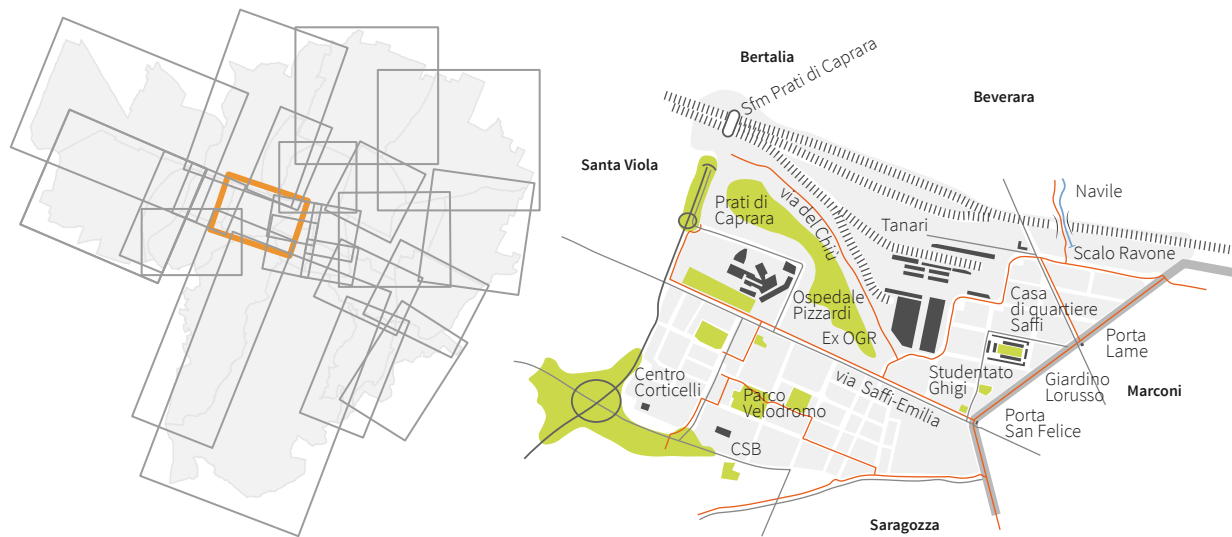 Bertalia
Sfm Prati di Caprara
Beverara
Santa Viola
Navile
Prati di
Caprara
via del Chiù
Tanari
Scalo Ravone
Ospedale
Pizzardi
Casa
di quartiere
Saffi
Ex OGR
Porta
Lame
Studentato
Ghigi
Giardino
Lorusso
Marconi
Centro
Corticelli
Parco
Velodromo
via Saffi-Emilia
Porta
San Felice
CSB
Saragozza